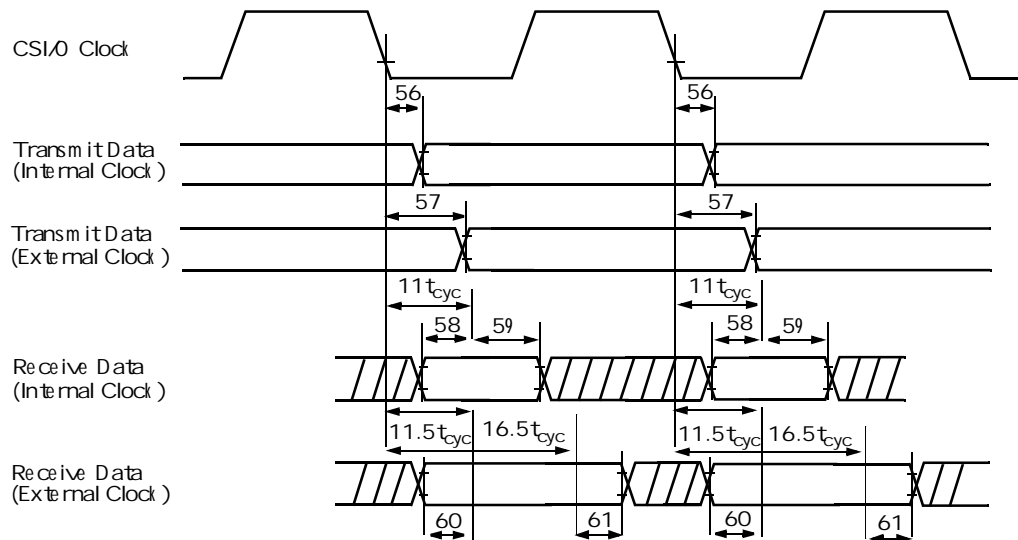 CSI/O Clock
56 56
Transmit Data
(Internal Clock)
57 57
Transmit Data
(External Clock)
11tcyc 11tcyc
58 59 58 59
Receive Data
(Internal Clock)
11.5tcyc 16.5tcyc 11.5tcyc 16.5tcyc
Receive Data
(External Clock)
60 61 60 61